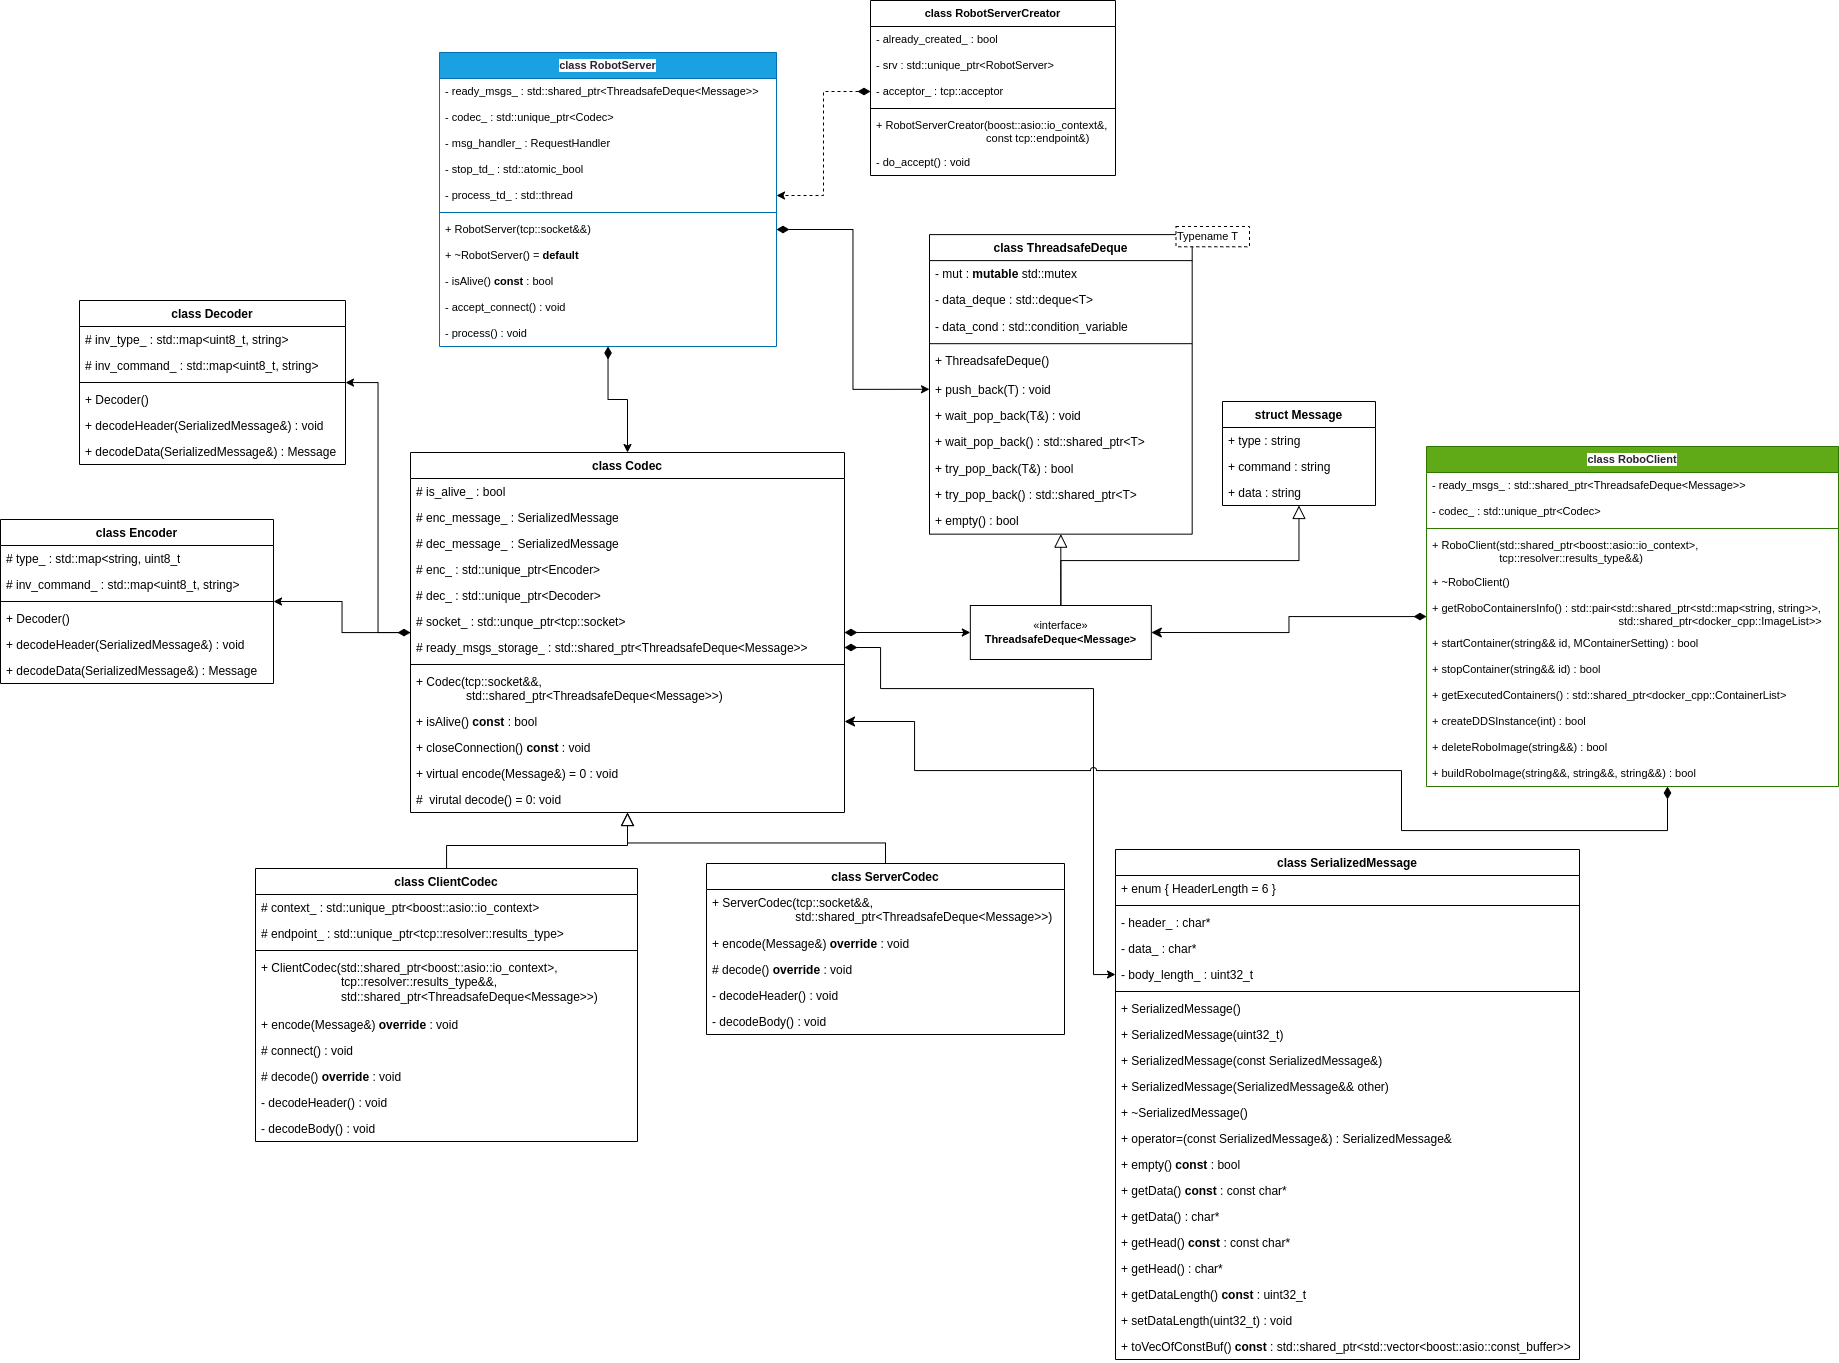 class RobotServerCreator
- already_created_ : bool
- srv : std::unique_ptr<RobotServer>
- acceptor_ : tcp::acceptor
+ RobotServerCreator(boost::asio::io_context&,
const tcp::endpoint&)
- do_accept() : void
class RobotServer
- ready_msgs_ : std::shared_ptr<ThreadsafeDeque<Message>>
- codec_ : std::unique_ptr<Codec>
- msg_handler_ : RequestHandler
- stop_td_ : std::atomic_bool
- process_td_ : std::thread
+ RobotServer(tcp::socket&&)
+ ~RobotServer() = default
- isAlive() const : bool
- accept_connect() : void
- process() : void
Typename T
class ThreadsafeDeque
- mut : mutable std::mutex
- data_deque : std::deque<T>
- data_cond : std::condition_variable
+ ThreadsafeDeque()
+ push_back(T) : void
+ wait_pop_back(T&) : void
+ wait_pop_back() : std::shared_ptr<T>
+ try_pop_back(T&) : bool
+ try_pop_back() : std::shared_ptr<T>
+ empty() : bool
class Decoder
# inv_type_ : std::map<uint8_t, string>
# inv_command_ : std::map<uint8_t, string>
+ Decoder()
+ decodeHeader(SerializedMessage&) : void
+ decodeData(SerializedMessage&) : Message
struct Message
+ type : string
+ command : string
+ data : string
class RoboClient
- ready_msgs_ : std::shared_ptr<ThreadsafeDeque<Message>>
- codec_ : std::unique_ptr<Codec>
+ RoboClient(std::shared_ptr<boost::asio::io_context>,
tcp::resolver::results_type&&)
+ ~RoboClient()
+ getRoboContainersInfo() : std::pair<std::shared_ptr<std::map<string, string>>,
std::shared_ptr<docker_cpp::ImageList>>
+ startContainer(string&& id, MContainerSetting) : bool
+ stopContainer(string&& id) : bool
+ getExecutedContainers() : std::shared_ptr<docker_cpp::ContainerList>
+ createDDSInstance(int) : bool
+ deleteRoboImage(string&&) : bool
+ buildRoboImage(string&&, string&&, string&&) : bool
class Codec
# is_alive_ : bool
# enc_message_ : SerializedMessage
# dec_message_ : SerializedMessage
# enc_ : std::unique_ptr<Encoder>
# dec_ : std::unique_ptr<Decoder>
# socket_ : std::unque_ptr<tcp::socket>
# ready_msgs_storage_ : std::shared_ptr<ThreadsafeDeque<Message>>
+ Codec(tcp::socket&&,
std::shared_ptr<ThreadsafeDeque<Message>>)
+ isAlive() const : bool
+ closeConnection() const : void
+ virtual encode(Message&) = 0 : void
# virutal decode() = 0: void
class Encoder
# type_ : std::map<string, uint8_t
# inv_command_ : std::map<uint8_t, string>
+ Decoder()
+ decodeHeader(SerializedMessage&) : void
+ decodeData(SerializedMessage&) : Message
«interface»
ThreadsafeDeque<Message>
class ClientCodec
# context_ : std::unique_ptr<boost::asio::io_context>
# endpoint_ : std::unique_ptr<tcp::resolver::results_type>
+ ClientCodec(std::shared_ptr<boost::asio::io_context>,
tcp::resolver::results_type&&,
std::shared_ptr<ThreadsafeDeque<Message>>)
+ encode(Message&) override : void
# connect() : void
# decode() override : void
- decodeHeader() : void
- decodeBody() : void
class ServerCodec
+ ServerCodec(tcp::socket&&,
std::shared_ptr<ThreadsafeDeque<Message>>)
+ encode(Message&) override : void
# decode() override : void
- decodeHeader() : void
- decodeBody() : void
class SerializedMessage
+ enum { HeaderLength = 6 }
- header_ : char*
- data_ : char*
- body_length_ : uint32_t
+ SerializedMessage()
+ SerializedMessage(uint32_t)
+ SerializedMessage(const SerializedMessage&)
+ SerializedMessage(SerializedMessage&& other)
+ ~SerializedMessage()
+ operator=(const SerializedMessage&) : SerializedMessage&
+ empty() const : bool
+ getData() const : const char*
+ getData() : char*
+ getHead() const : const char*
+ getHead() : char*
+ getDataLength() const : uint32_t
+ setDataLength(uint32_t) : void
+ toVecOfConstBuf() const : std::shared_ptr<std::vector<boost::asio::const_buffer>>